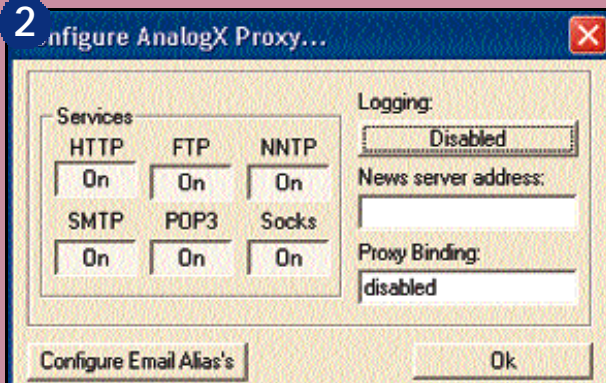 2
nfigure AnalogX Proxy...
Services
HTTP FTP NNTP
On On On
SMTP POP3 Socks
On On On
Logging:
Disabled
News server address:
Proxy Binding:
disabled
Configure Email Alias's
Ok